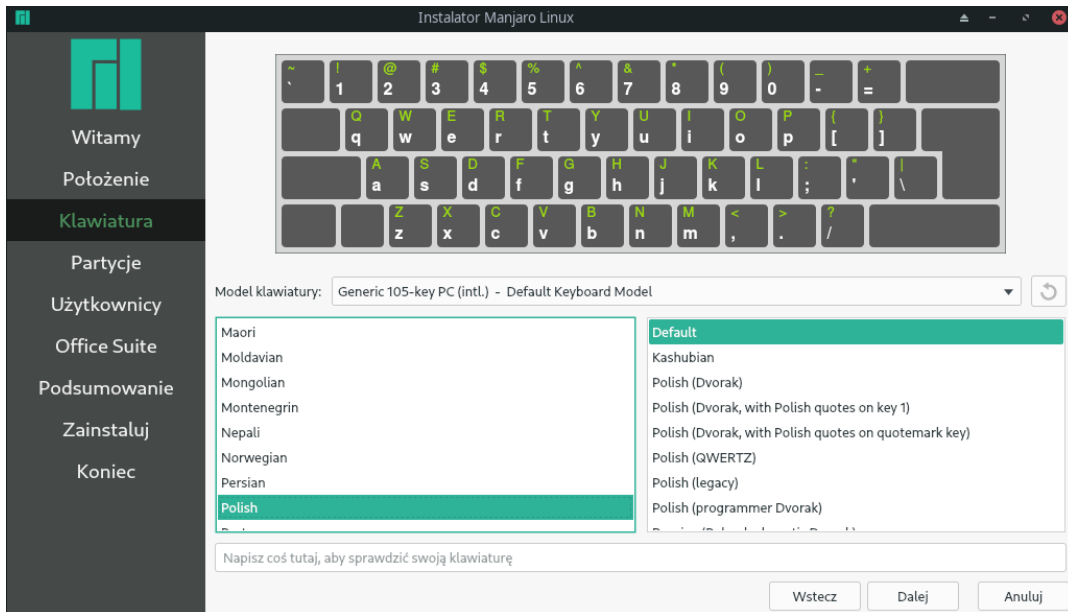 Instalator Manjaro Linux
Witamy
Położenie
Klawiatura
Partycje
Użytkownicy
Office Suite
Podsumowanie
Zainstaluj
Koniec
~ ! @ # $ % ^ & * ( ) _ +
` 1 2 3 4 5 6 7 8 9 0 - =
Q W E R T Y U I O P { }
q w e r t y u i o p [ ]
A S D F G H J K L : " |
a s d f g h j k l ; ' \
Z X C V B N M < > ?
z x c v b n m , . /
Model klawiatury: Generic 105-key PC (intl.) - Default Keyboard Model
Maori
Moldavian
Mongolian
Montenegrin
Nepali
Norwegian
Persian
Polish
Default
Kashubian
Polish (Dvorak)
Polish (Dvorak, with Polish quotes on key 1)
Polish (Dvorak, with Polish quotes on quotemark key)
Polish (QWERTZ)
Polish (legacy)
Polish (programmer Dvorak)
Napisz coś tutaj, aby sprawdzić swoją klawiaturę
Wstecz Dalej Anuluj